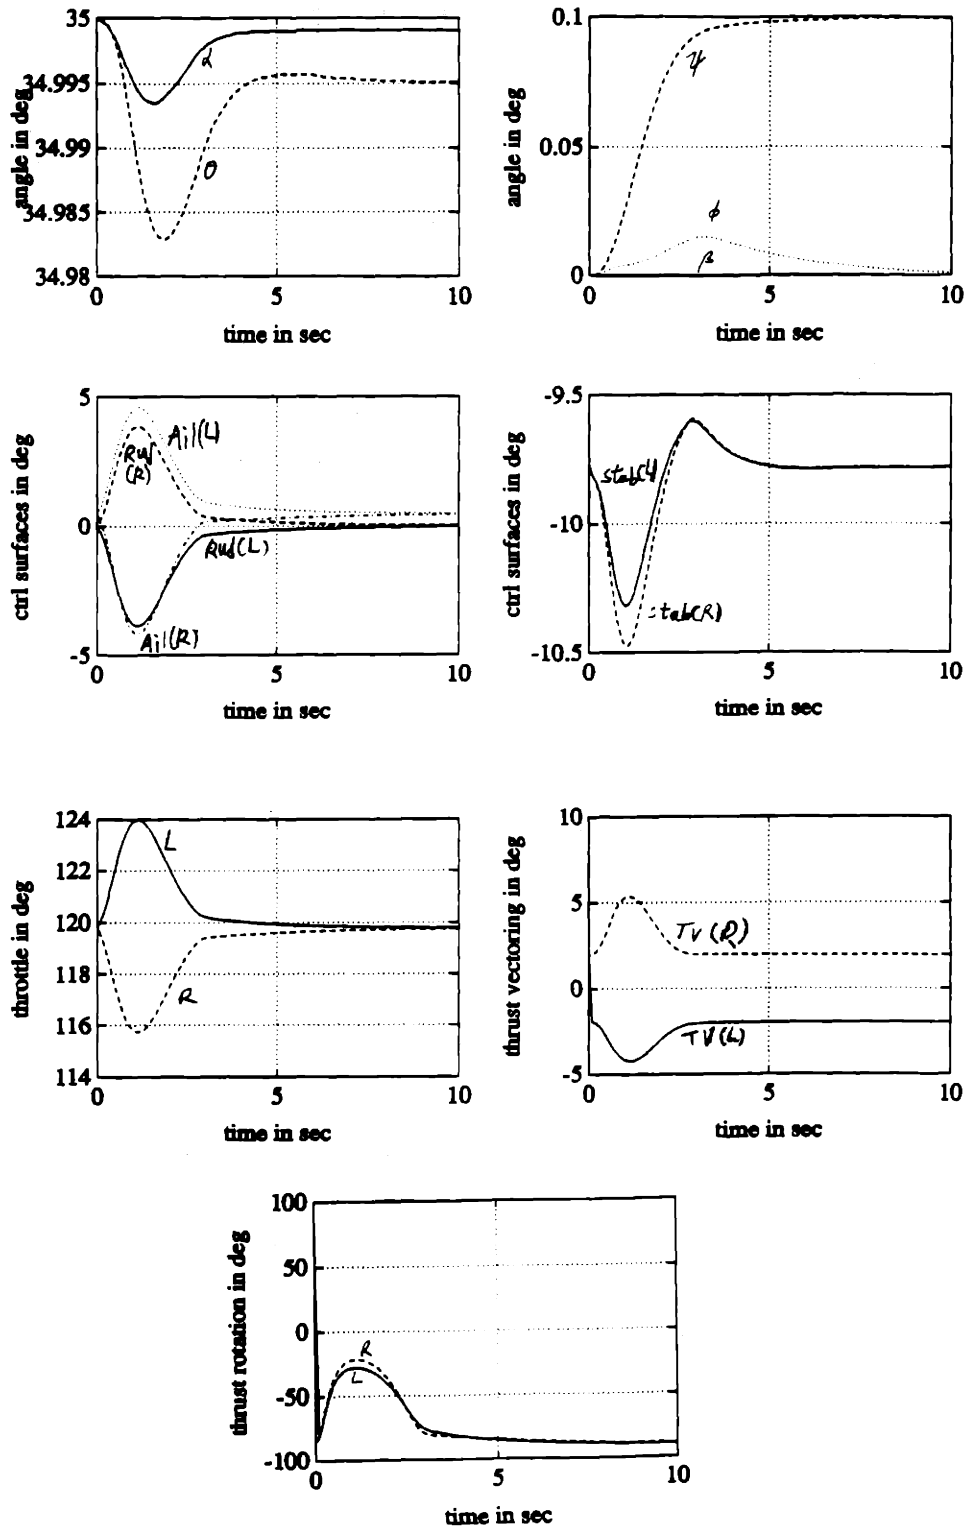 35
34.995
34.99
34.985
34.98
angle in deg
α
θ
0 5 10
time in sec
0.1
0.05
0
angle in deg
ψ
ϕ
β
0 5 10
time in sec
5
0
-5
ctrl surfaces in deg
Ail(L)
Rud
(R)
Rud(L)
Ail(R)
0 5 10
time in sec
-9.5
-10
-10.5
ctrl surfaces in deg
stab(L)
stab(R)
0 5 10
time in sec
124
122
120
118
116
114
throttle in deg
L
R
0 5 10
time in sec
10
5
0
-5
thrust vectoring in deg
TV(R)
TV(L)
0 5 10
time in sec
100
50
0
-50
-100
thrust rotation in deg
R
L
0 5 10
time in sec